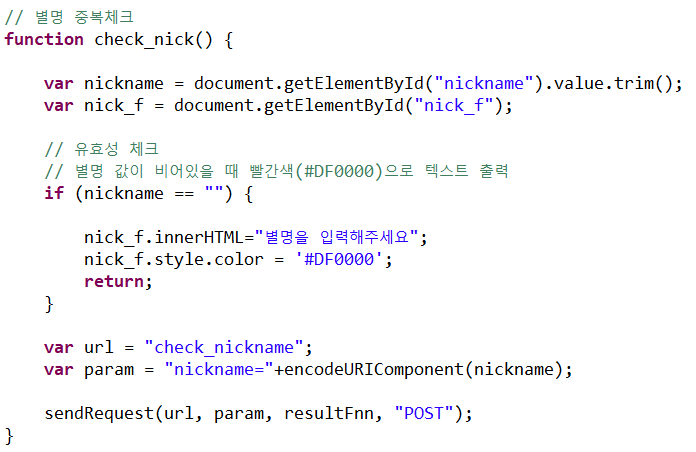 // 별명 중복체크
function check_nick() {
var nickname = document.getElementById("nickname").value.trim();
var nick_f = document.getElementById("nick_f");
// 유효성 체크
// 별명 값이 비어있을 때 빨간색(#DF0000)으로 텍스트 출력
if (nickname == "") {
nick_f.innerHTML="별명을 입력해주세요";
nick_f.style.color = '#DF0000';
return;
}
var url = "check_nickname";
var param = "nickname="+encodeURIComponent(nickname);
sendRequest(url, param, resultFnn, "POST");
}